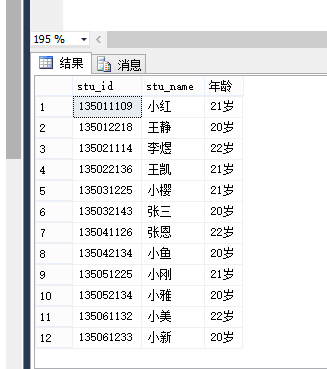 195 %
结果 消息
stu_id stu_name 年龄
1 135011109 小红 21岁
2 135012218 王静 20岁
3 135021114 李煜 22岁
4 135022136 王凯 21岁
5 135031225 小樱 21岁
6 135032143 张三 20岁
7 135041126 张恩 22岁
8 135042134 小鱼 20岁
9 135051225 小刚 21岁
10 135052134 小雅 20岁
11 135061132 小美 22岁
12 135061233 小新 20岁